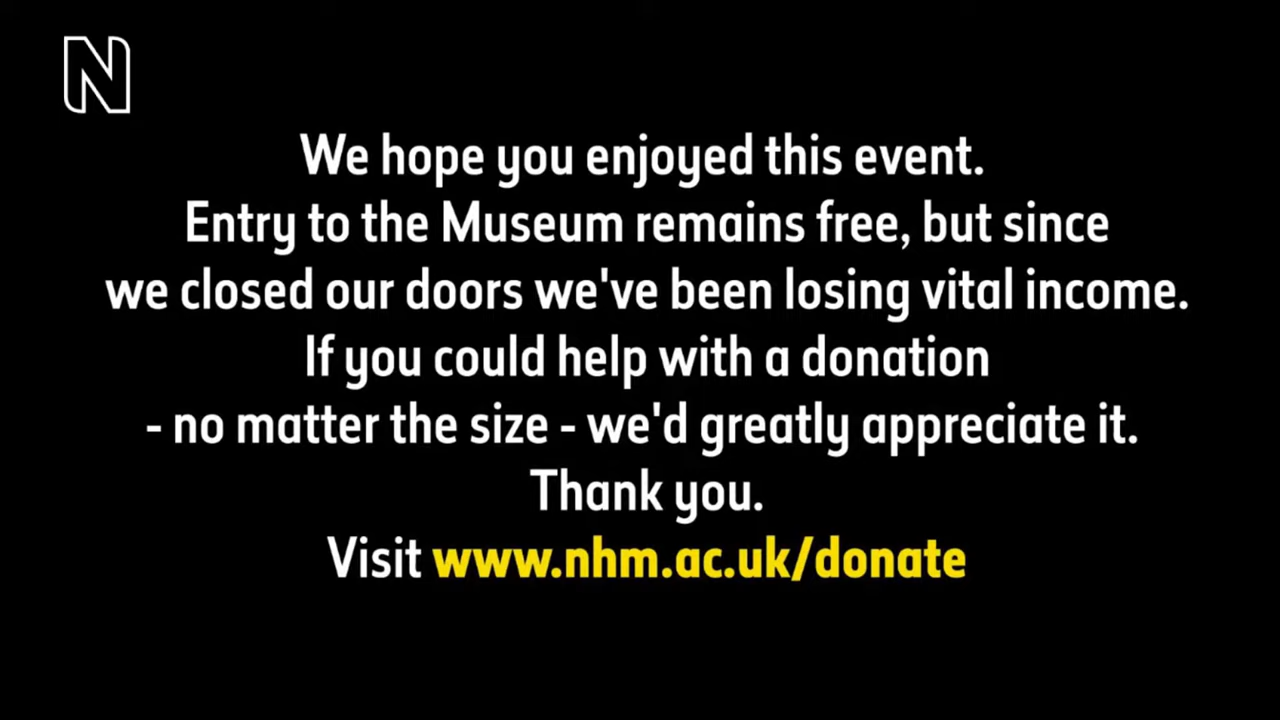 N
We hope you enjoyed this event.
Entry to the Museum remains free, but since
we closed our doors we've been losing vital income.
If you could help with a donation
- no matter the size - we'd greatly appreciate it.
Thank you.
Visit www.nhm.ac.uk/donate